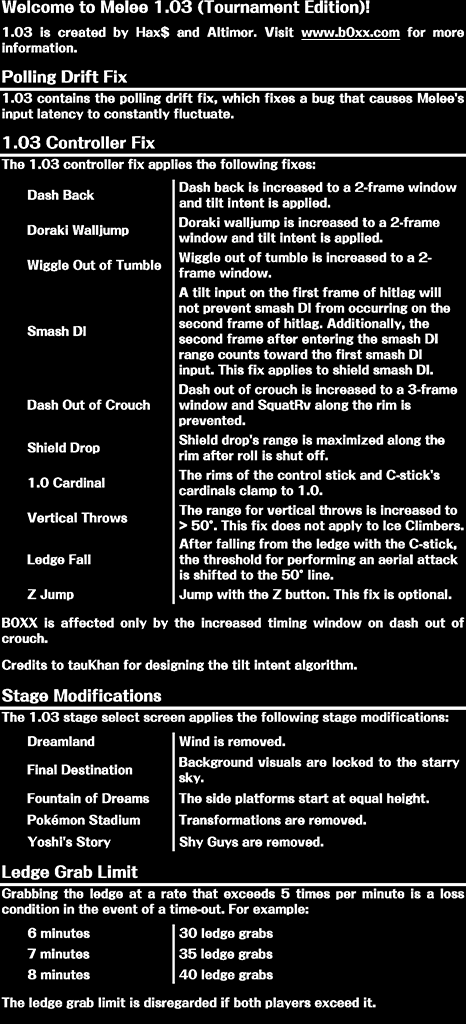 Welcome to Melee 1.03 (Tournament Edition)!
1.03 is created by Hax$ and Altimor. Visit www.b0xx.com for more
information.
Polling Drift Fix
1.03 contains the polling drift fix, which fixes a bug that causes Melee's
input latency to constantly fluctuate.
1.03 Controller Fix
The 1.03 controller fix applies the following fixes:
Dash Back
Dash back is increased to a 2-frame window
and tilt intent is applied.
Doraki Walljump
Doraki walljump is increased to a 2-frame
window and tilt intent is applied.
Wiggle Out of Tumble
Wiggle out of tumble is increased to a 2-
frame window.
Smash DI
A tilt input on the first frame of hitlag will
not prevent smash DI from occurring on the
second frame of hitlag. Additionally, the
second frame after entering the smash DI
range counts toward the first smash DI
input. This fix applies to shield smash DI.
Dash Out of Crouch
Dash out of crouch is increased to a 3-frame
window and SquatRv along the rim is
prevented.
Shield Drop
Shield drop's range is maximized along the
rim after roll is shut off.
1.0 Cardinal
The rims of the control stick and C-stick's
cardinals clamp to 1.0.
Vertical Throws
The range for vertical throws is increased to
> 50°. This fix does not apply to Ice Climbers.
Ledge Fall
After falling from the ledge with the C-stick,
the threshold for performing an aerial attack
is shifted to the 50° line.
Z Jump
Jump with the Z button. This fix is optional.
B0XX is affected only by the increased timing window on dash out of
crouch.
Credits to tauKhan for designing the tilt intent algorithm.
Stage Modifications
The 1.03 stage select screen applies the following stage modifications:
Dreamland
Wind is removed.
Final Destination
Background visuals are locked to the starry
sky.
Fountain of Dreams
The side platforms start at equal height.
Pokémon Stadium
Transformations are removed.
Yoshi's Story
Shy Guys are removed.
Ledge Grab Limit
Grabbing the ledge at a rate that exceeds 5 times per minute is a loss
condition in the event of a time-out. For example:
6 minutes
30 ledge grabs
7 minutes
35 ledge grabs
8 minutes
40 ledge grabs
The ledge grab limit is disregarded if both players exceed it.